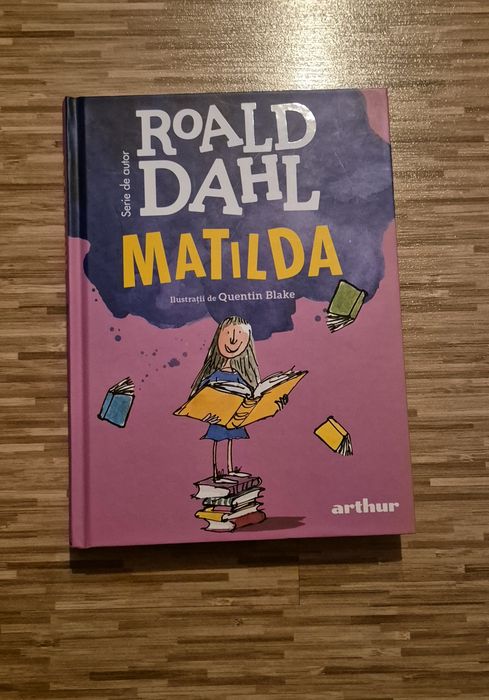 Serie de autor
ROALD
DAHL
MATILDA
Ilustrații de Quentin Blake
arthur